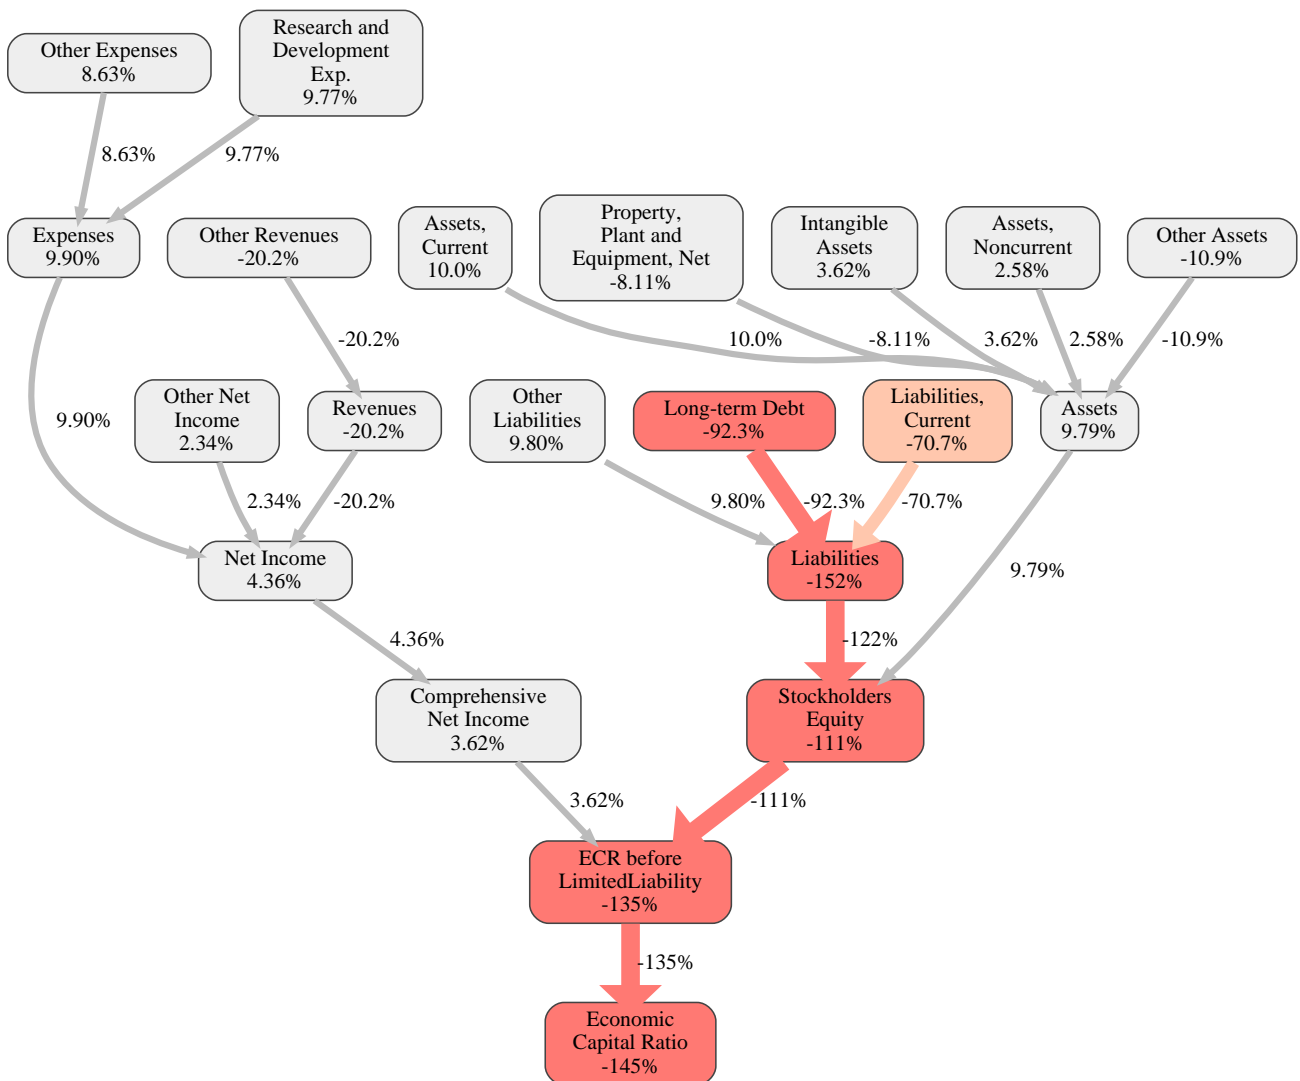 Other Expenses
8.63%
Research and
Development
Exp.
9.77%
8.63%
9.77%
Expenses
9.90%
Other Revenues
-20.2%
Assets,
Current
10.0%
Property,
Plant and
Equipment, Net
-8.11%
Intangible
Assets
3.62%
Assets,
Noncurrent
2.58%
Other Assets
-10.9%
-20.2%
10.0%
-8.11%
3.62%
2.58%
-10.9%
9.90%
Other Net
Income
2.34%
Revenues
-20.2%
Other
Liabilities
9.80%
Long-term Debt
-92.3%
Liabilities,
Current
-70.7%
Assets
9.79%
2.34%
-20.2%
9.80%
-92.3%
-70.7%
Net Income
4.36%
Liabilities
-152%
9.79%
4.36%
-122%
Comprehensive
Net Income
3.62%
Stockholders
Equity
-111%
3.62%
-111%
ECR before
LimitedLiability
-135%
-135%
Economic
Capital Ratio
-145%